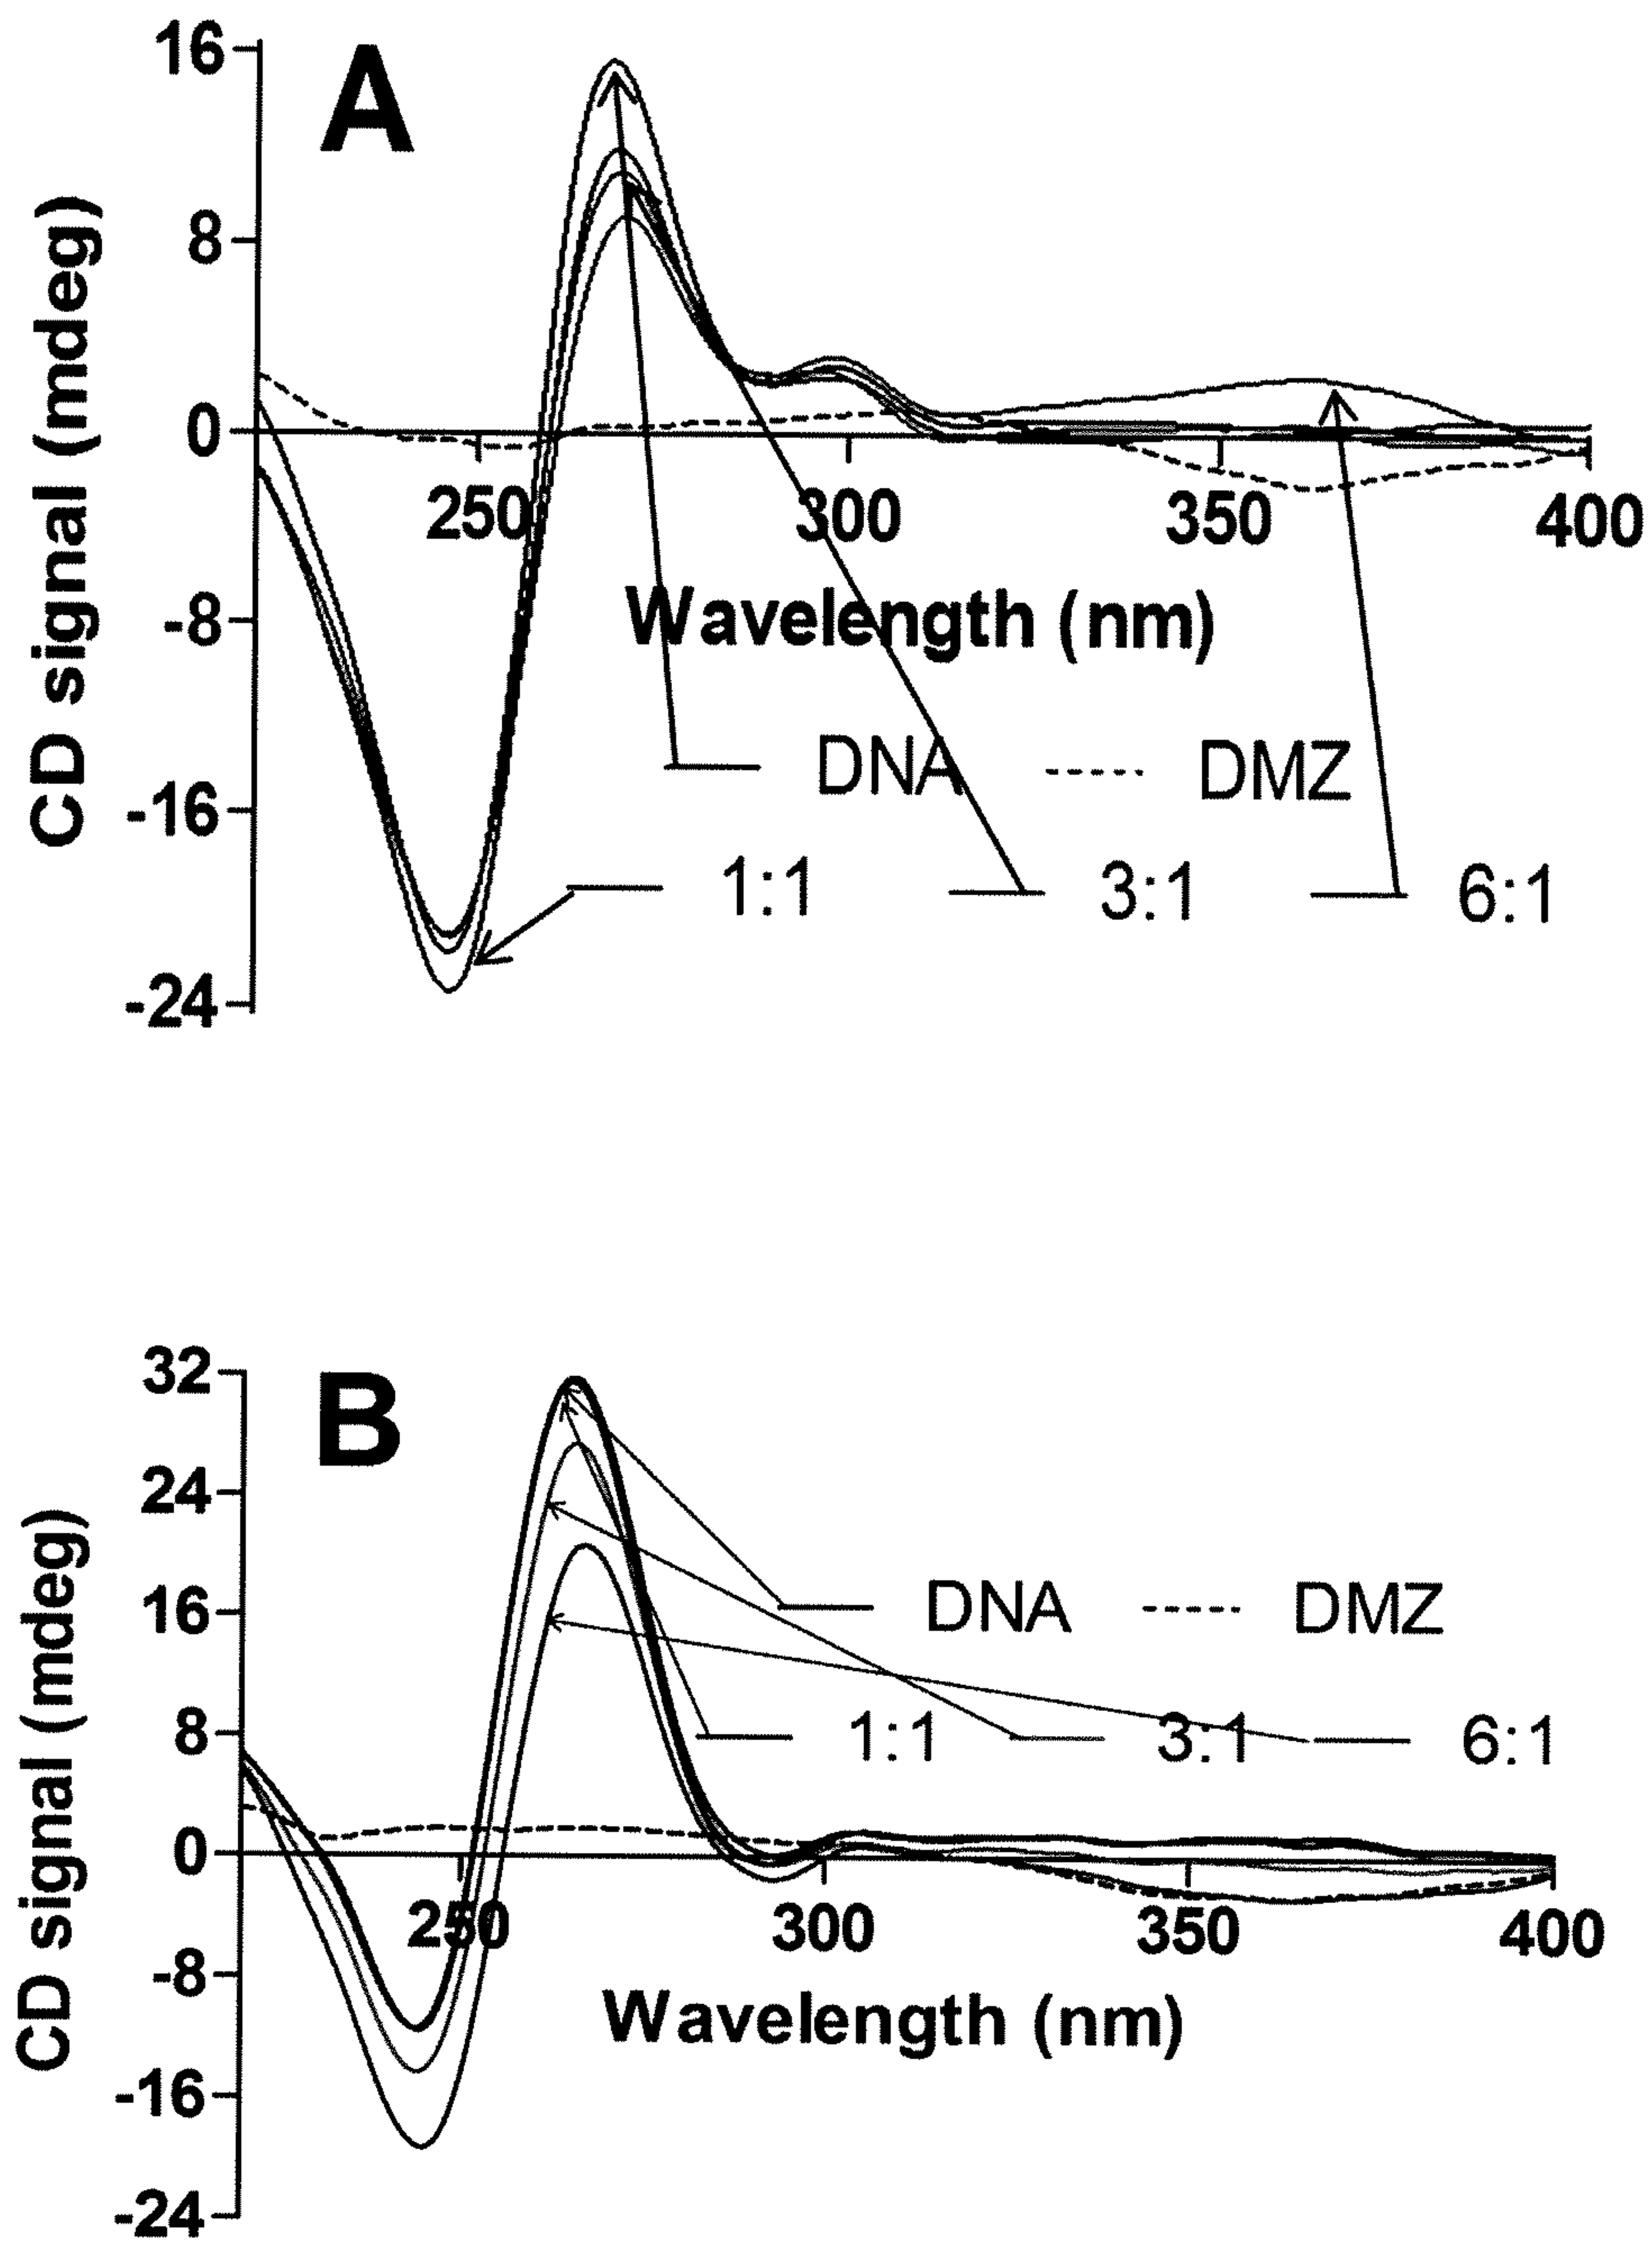 A
CD signal (mdeg)
16
8
0
-8
-16
-24
250
300
350
400
Wavelength (nm)
DNA DMZ
1:1 3:1 6:1
B
CD signal (mdeg)
32
24
16
8
0
-8
-16
-24
DNA DMZ
1:1 3:1 6:1
250 300 350 400
Wavelength (nm)